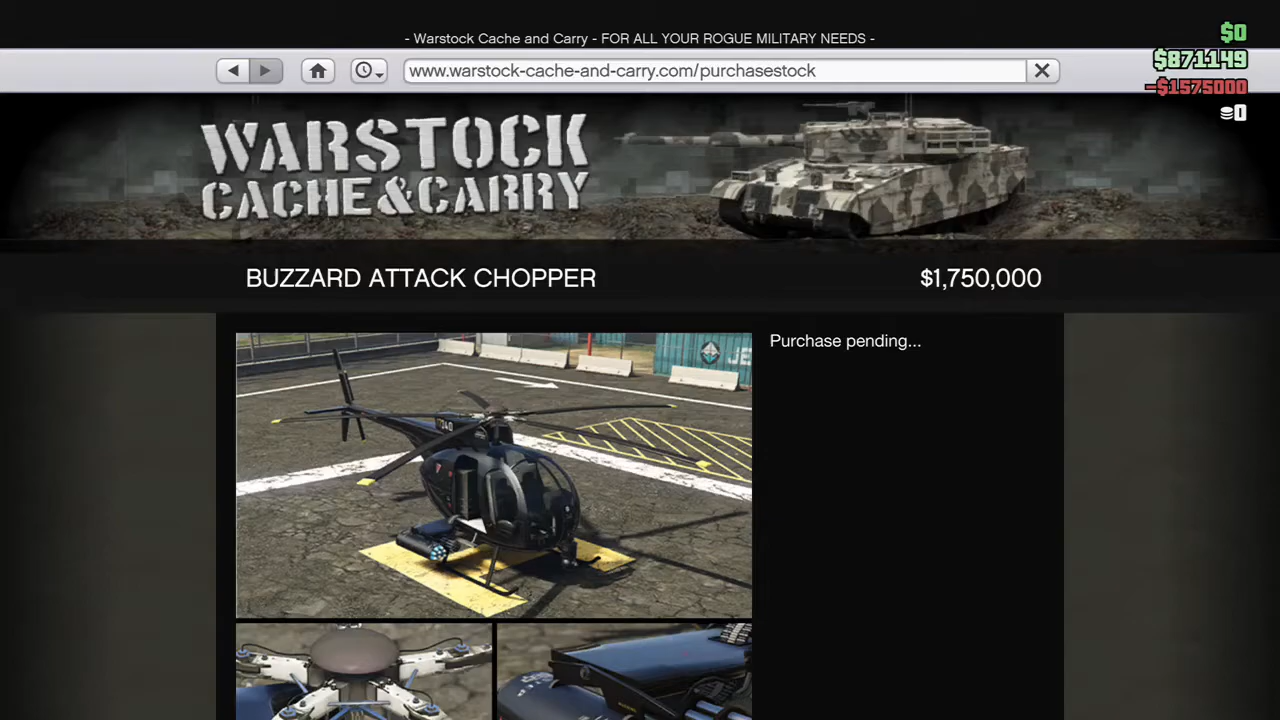 - Warstock Cache and Carry - FOR ALL YOUR ROGUE MILITARY NEEDS -
$0
www.warstock-cache-and-carry.com/purchasestock
$871149
-$1575000
0
WARSTOCK
CACHE&CARRY
BUZZARD ATTACK CHOPPER
$1,750,000
Purchase pending...